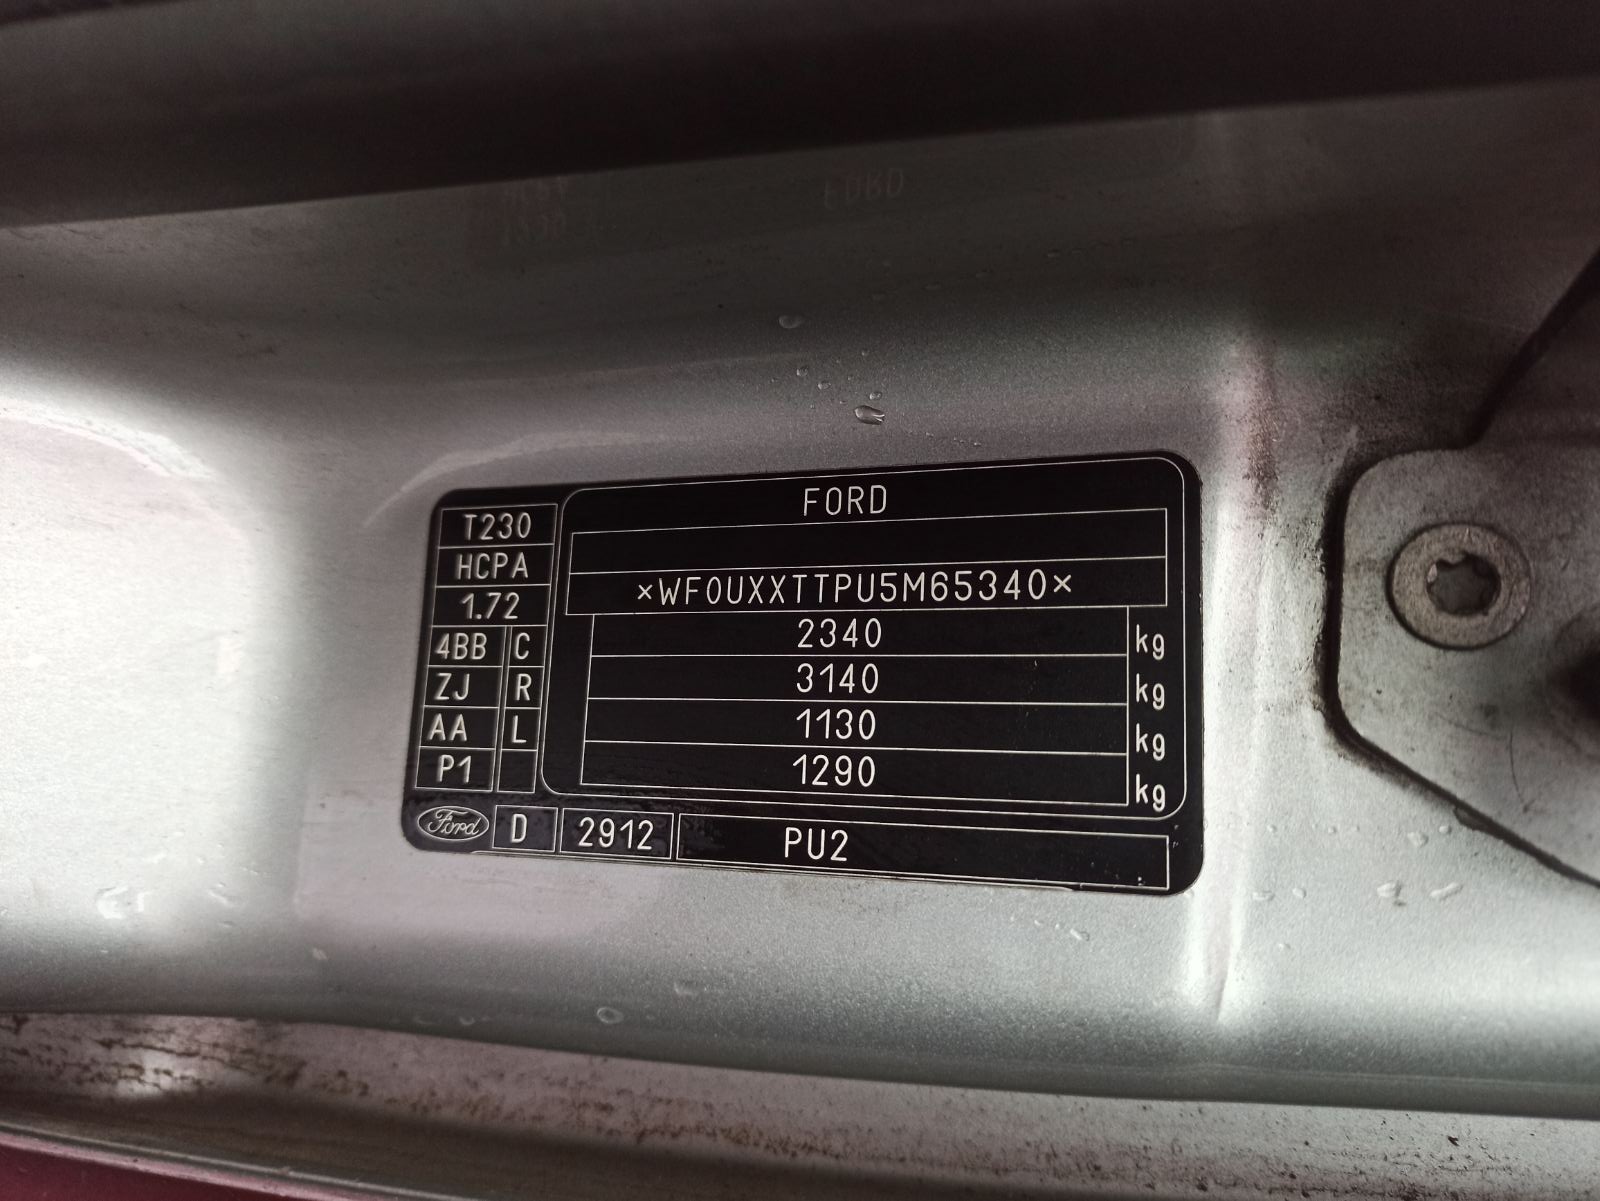 FORD
T230
HCPA
×WF0UXXTTPU5M65340×
1.72
4BB C 2340 kg
ZJ R 3140 kg
AA L 1130 kg
P1 1290 kg
Ford D 2912 PU2